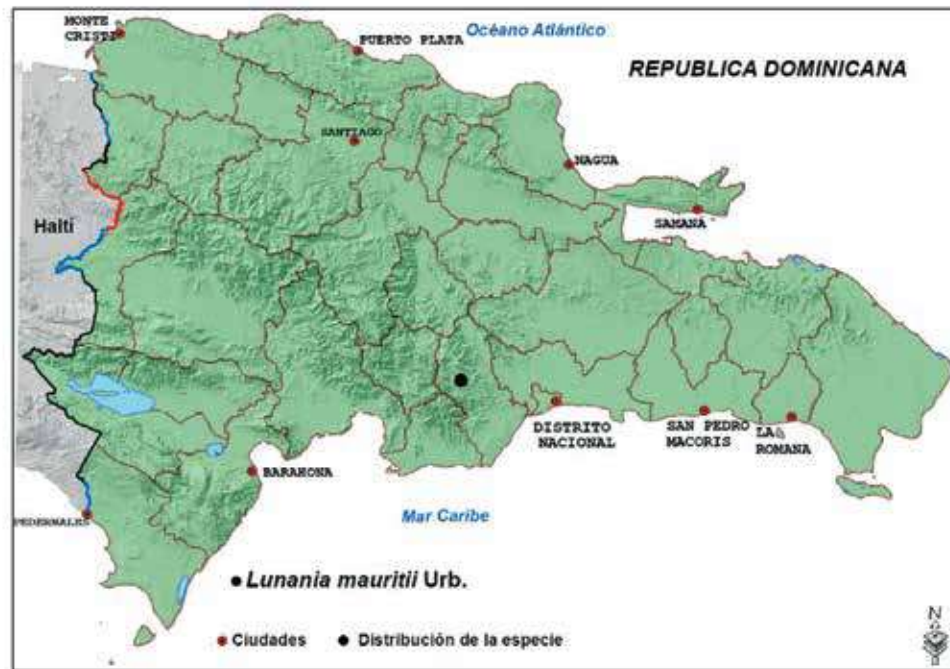 MONTE
CRISTI
PUERTO PLATA
Océano Atlántico
REPUBLICA DOMINICANA
SANTIAGO
NAGUA
SAMANA
Haití
DISTRITO
NACIONAL
SAN PEDRO
MACORIS
LA
ROMANA
BARAHONA
PEDERNALES
Mar Caribe
Lunania mauritii Urb.
Ciudades
Distribución de la especie
N